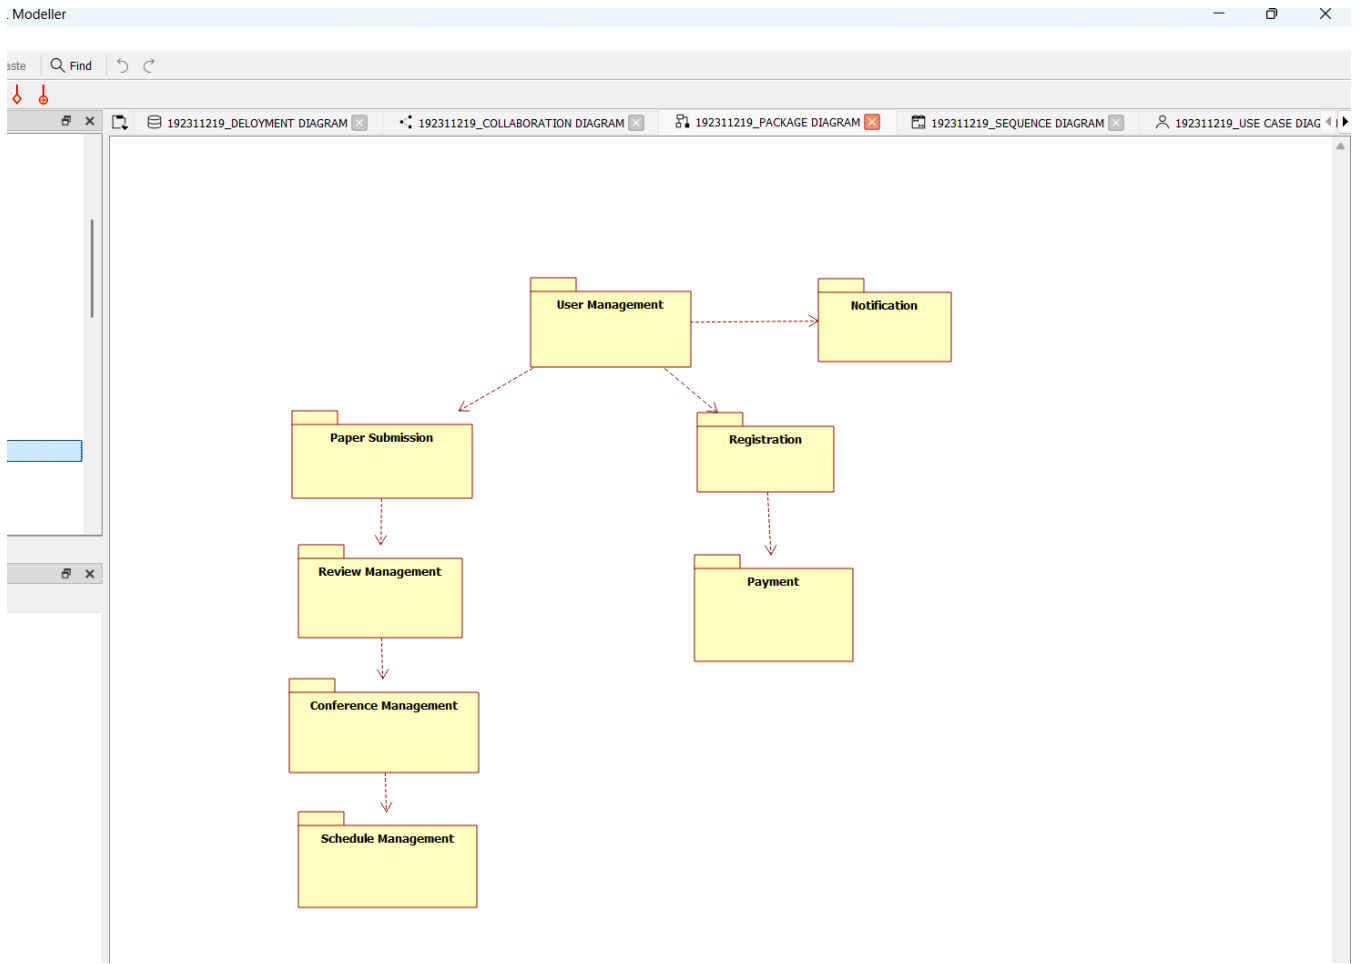 . Modeller
aste Find
192311219_DELOYMENT DIAGRAM 192311219_COLLABORATION DIAGRAM 192311219_PACKAGE DIAGRAM 192311219_SEQUENCE DIAGRAM 192311219_USE CASE DIAG
User Management
Notification
Paper Submission
Registration
Review Management
Payment
Conference Management
Schedule Management